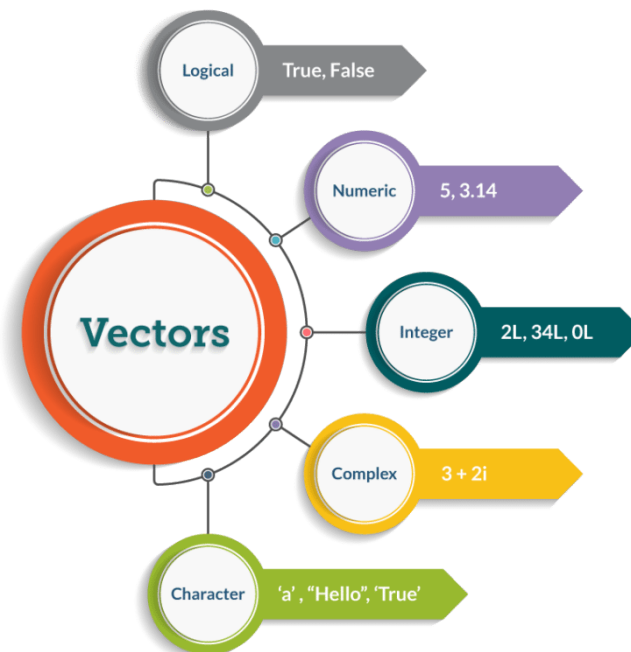 Logical
True, False
Numeric
5, 3.14
Vectors
Integer
2L, 34L, 0L
Complex
3 + 2i
Character
‘a’ , “Hello”, ‘True’